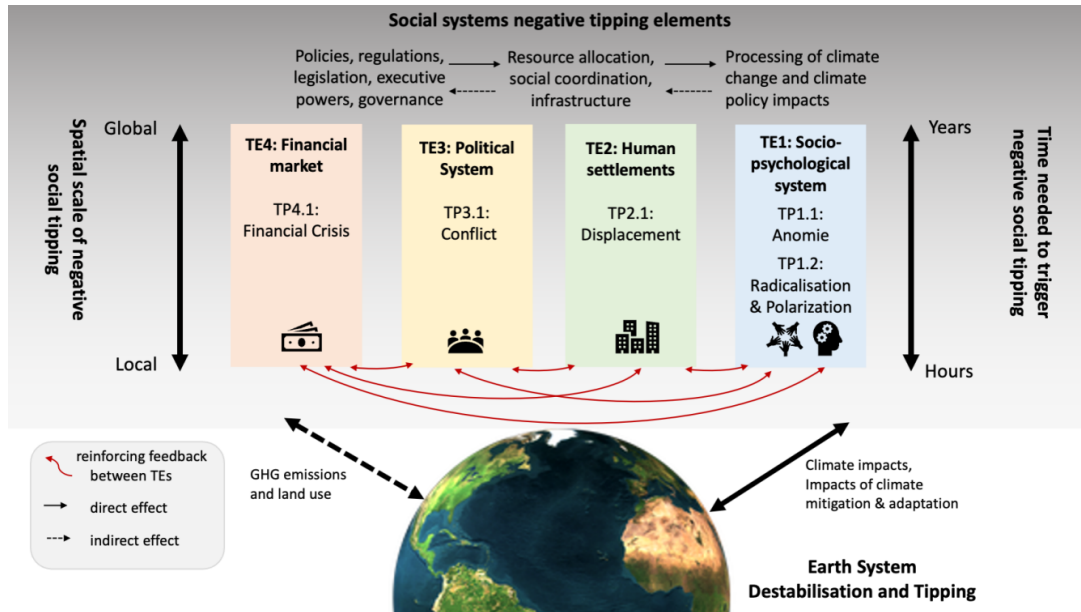 Social systems negative tipping elements
Policies, regulations,
legislation, executive
powers, governance
Resource allocation,
social coordination,
infrastructure
Processing of climate
change and climate
policy impacts
Spatial scale of negative
social tipping
Global
Local
TE4: Financial
market
TP4.1:
Financial Crisis
TE3: Political
System
TP3.1:
Conflict
TE2: Human
settlements
TP2.1:
Displacement
TE1: Socio-
psychological
system
TP1.1:
Anomie
TP1.2:
Radicalisation
& Polarization
Years
Hours
Time needed to trigger
negative social tipping
reinforcing feedback
between TEs
direct effect
indirect effect
GHG emissions
and land use
Climate impacts,
Impacts of climate
mitigation & adaptation
Earth System
Destabilisation and Tipping